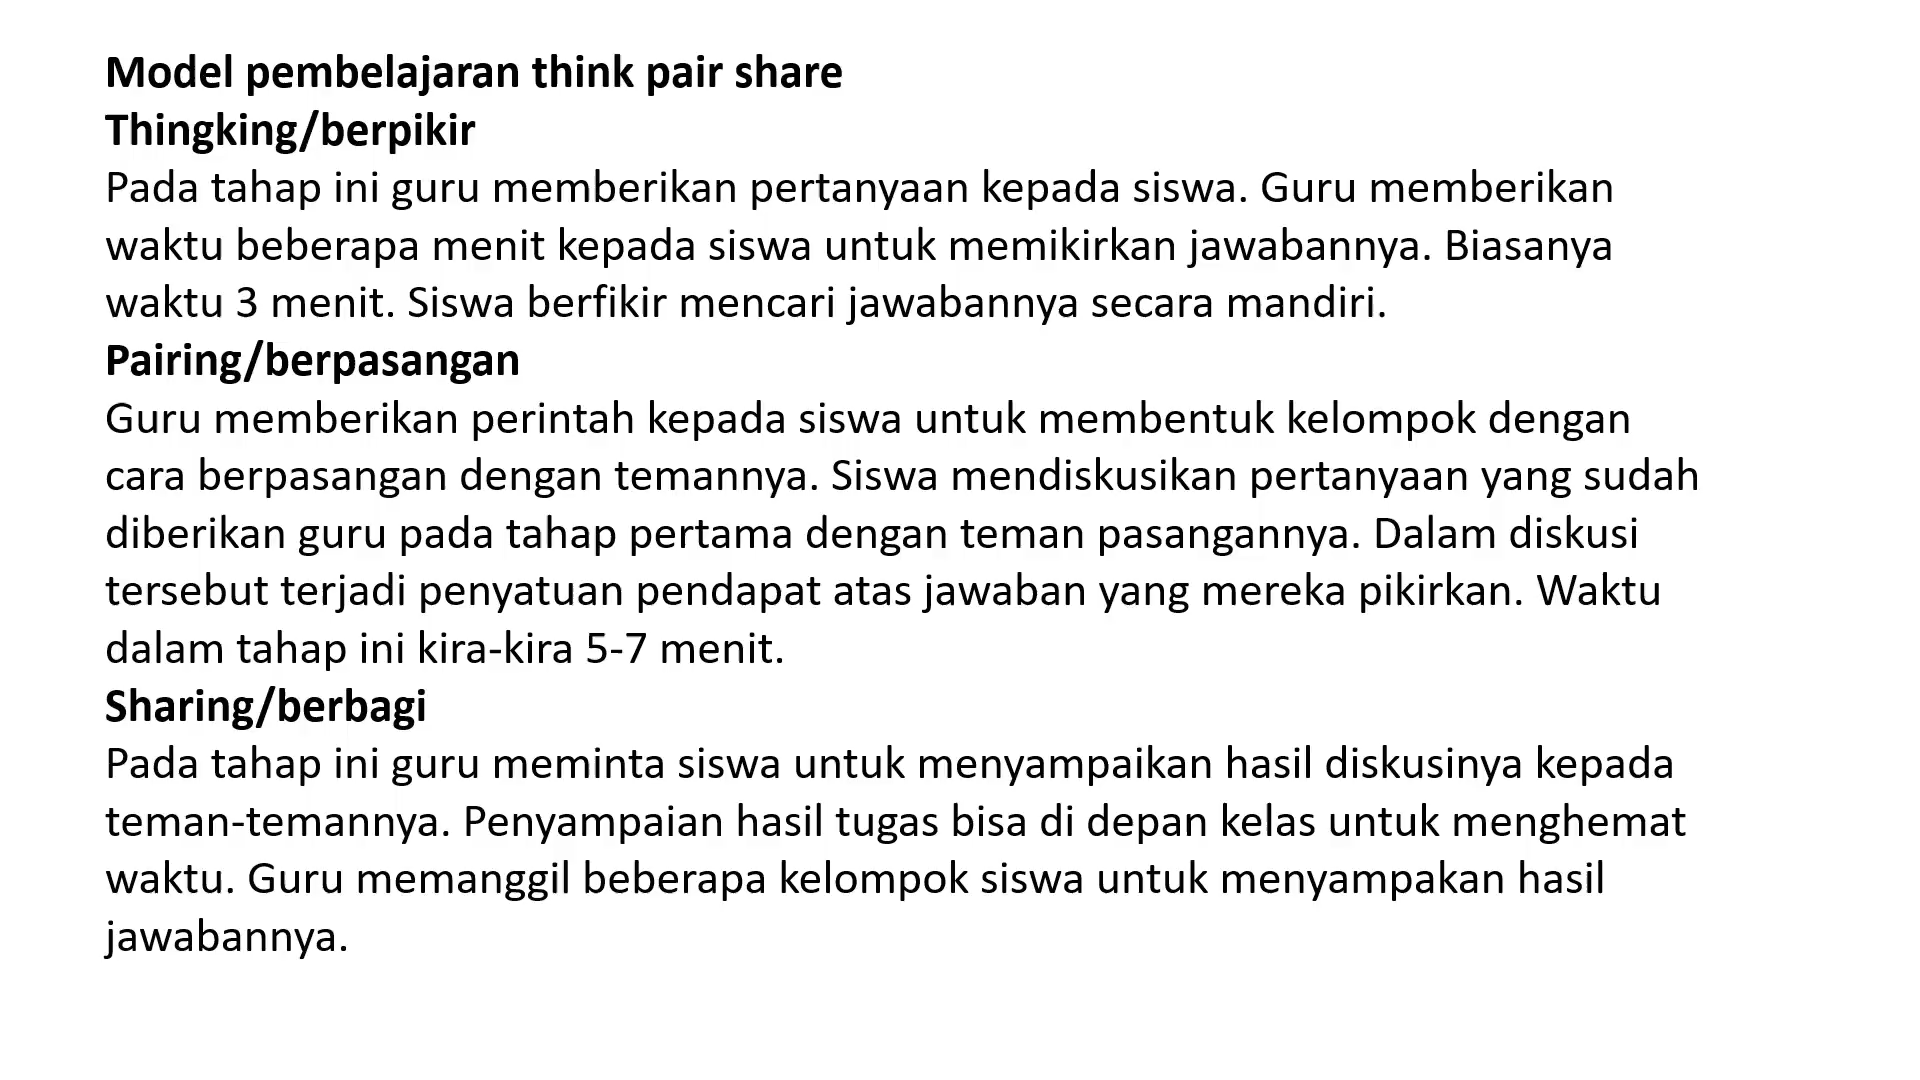 Model pembelajaran think pair share
Thingking/berpikir
Pada tahap ini guru memberikan pertanyaan kepada siswa. Guru memberikan
waktu beberapa menit kepada siswa untuk memikirkan jawabannya. Biasanya
waktu 3 menit. Siswa berfikir mencari jawabannya secara mandiri.
Pairing/berpasangan
Guru memberikan perintah kepada siswa untuk membentuk kelompok dengan
cara berpasangan dengan temannya. Siswa mendiskusikan pertanyaan yang sudah
diberikan guru pada tahap pertama dengan teman pasangannya. Dalam diskusi
tersebut terjadi penyatuan pendapat atas jawaban yang mereka pikirkan. Waktu
dalam tahap ini kira-kira 5-7 menit.
Sharing/berbagi
Pada tahap ini guru meminta siswa untuk menyampaikan hasil diskusinya kepada
teman-temannya. Penyampaian hasil tugas bisa di depan kelas untuk menghemat
waktu. Guru memanggil beberapa kelompok siswa untuk menyampakan hasil
jawabannya.